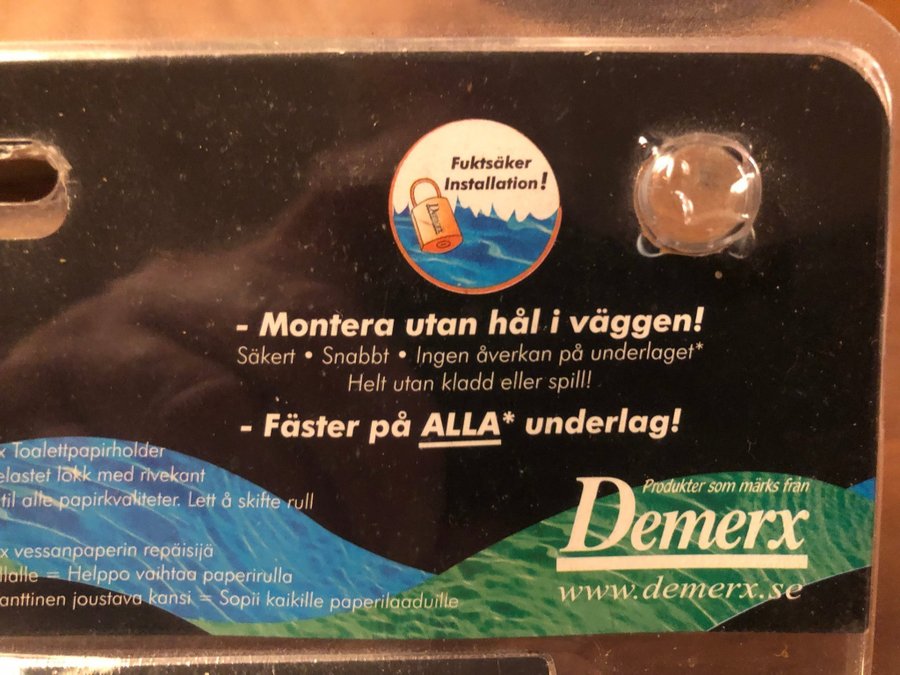 Fuktsäker
Installation!
Demerx
- Montera utan hål i väggen!
Säkert • Snabbt • Ingen åverkan på underlaget*
Helt utan kladd eller spill!
- Fäster på ALLA* underlag!
x Toalettpapirholder
elastet lokk med rivekant
til alle papirkvaliteter. Lett å skifte rull
x vessanpaperin repäisijä
llalle = Helppo vaihtaa paperirulla
anttinen joustava kansi = Sopii kaikille paperilaaduille
Produkter som märks från
Demerx
www.demerx.se